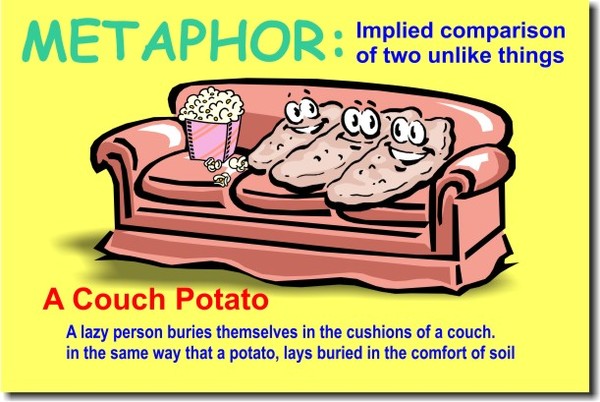 METAPHOR: Implied comparison
of two unlike things
A Couch Potato
A lazy person buries themselves in the cushions of a couch.
in the same way that a potato, lays buried in the comfort of soil